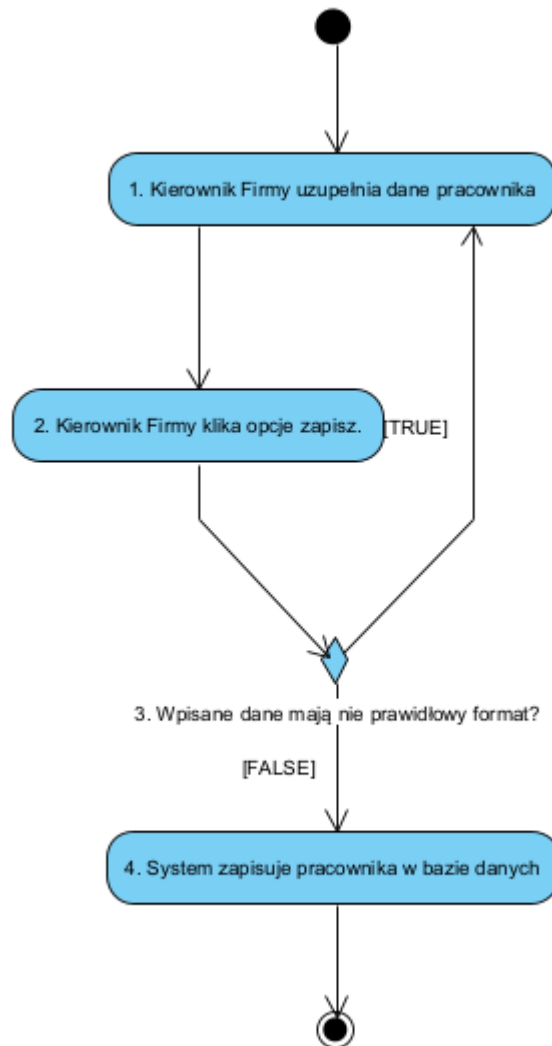 1. Kierownik Firmy uzupełnia dane pracownika
2. Kierownik Firmy klika opcje zapisz.
[TRUE]
3. Wpisane dane mają nie prawidłowy format?
[FALSE]
4. System zapisuje pracownika w bazie danych